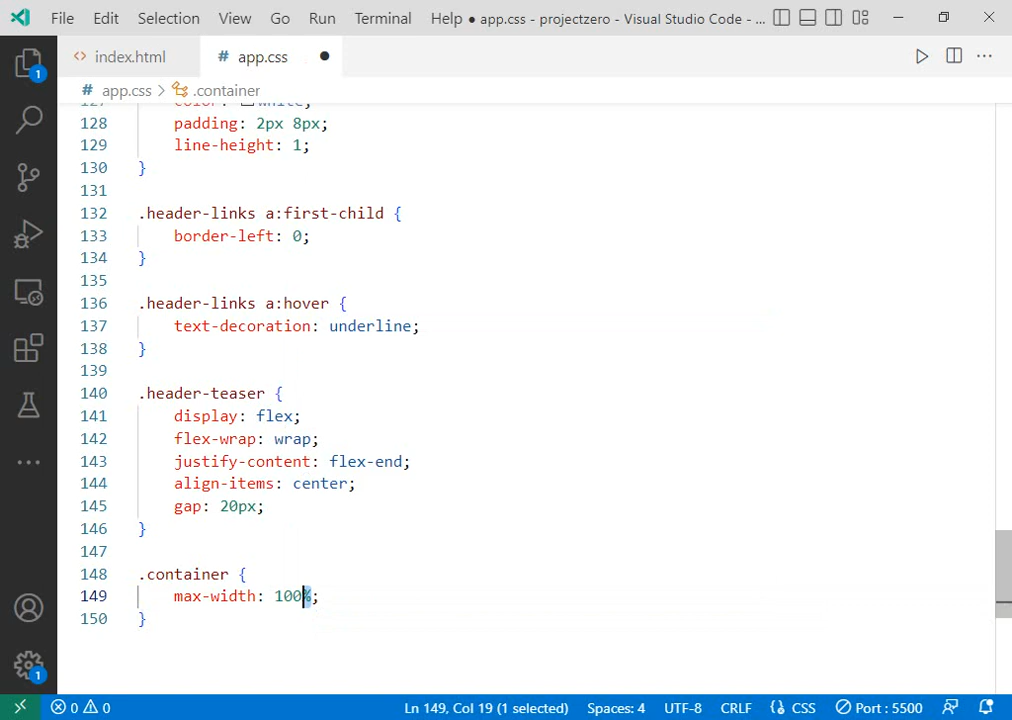 File Edit Selection View Go Run Terminal Help ● app.css - projectzero - Visual Studio Code - ...
<> index.html # app.css ●
# app.css > .container
127 color: white;
128 padding: 2px 8px;
129 line-height: 1;
130 }
131
132 .header-links a:first-child {
133 border-left: 0;
134 }
135
136 .header-links a:hover {
137 text-decoration: underline;
138 }
139
140 .header-teaser {
141 display: flex;
142 flex-wrap: wrap;
143 justify-content: flex-end;
144 align-items: center;
145 gap: 20px;
146 }
147
148 .container {
149 max-width: 100%;
150 }
1
1
0 0 Ln 149, Col 19 (1 selected) Spaces: 4 UTF-8 CRLF {} CSS Port : 5500